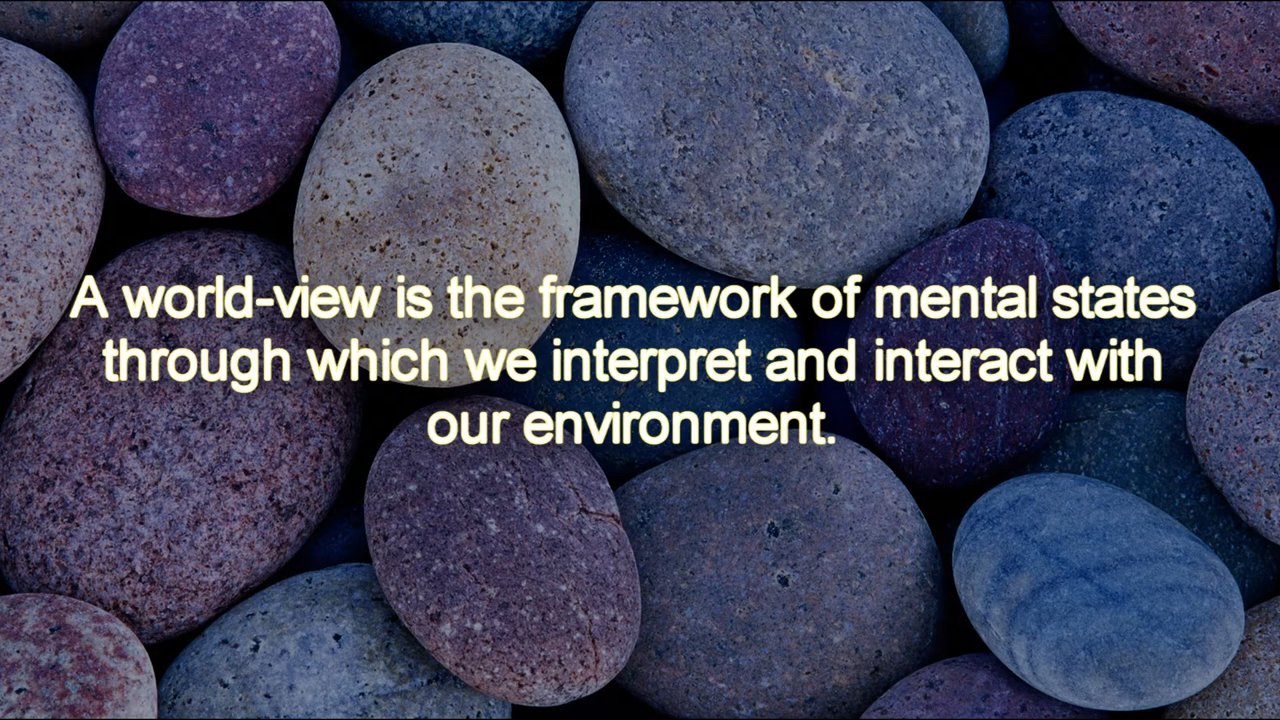 A world-view is the framework of mental states
through which we interpret and interact with
our environment.